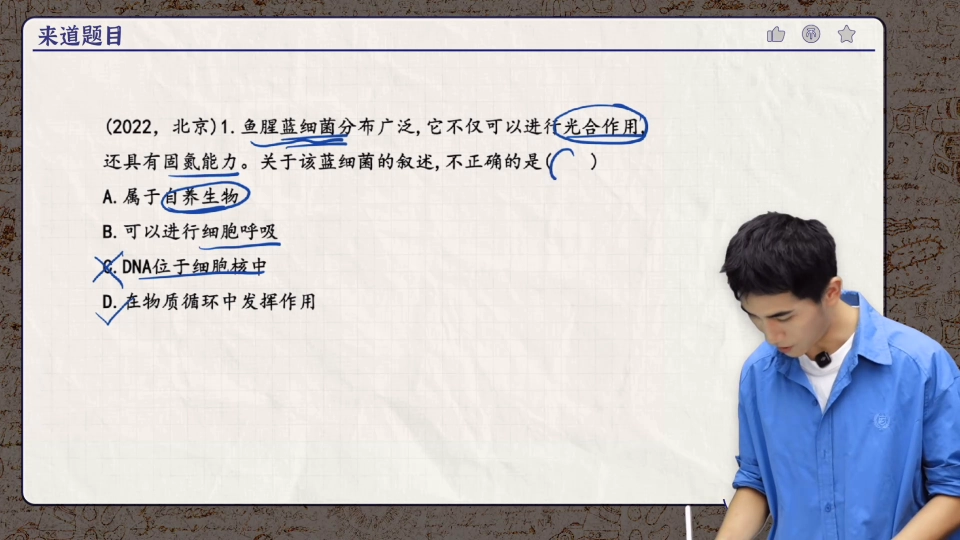 来道题目
(2022, 北京)1. 鱼腥蓝细菌分布广泛,它不仅可以进行光合作用,
还具有固氮能力。关于该蓝细菌的叙述,不正确的是( )
A. 属于自养生物
B. 可以进行细胞呼吸
C. DNA位于细胞核中
D. 在物质循环中发挥作用